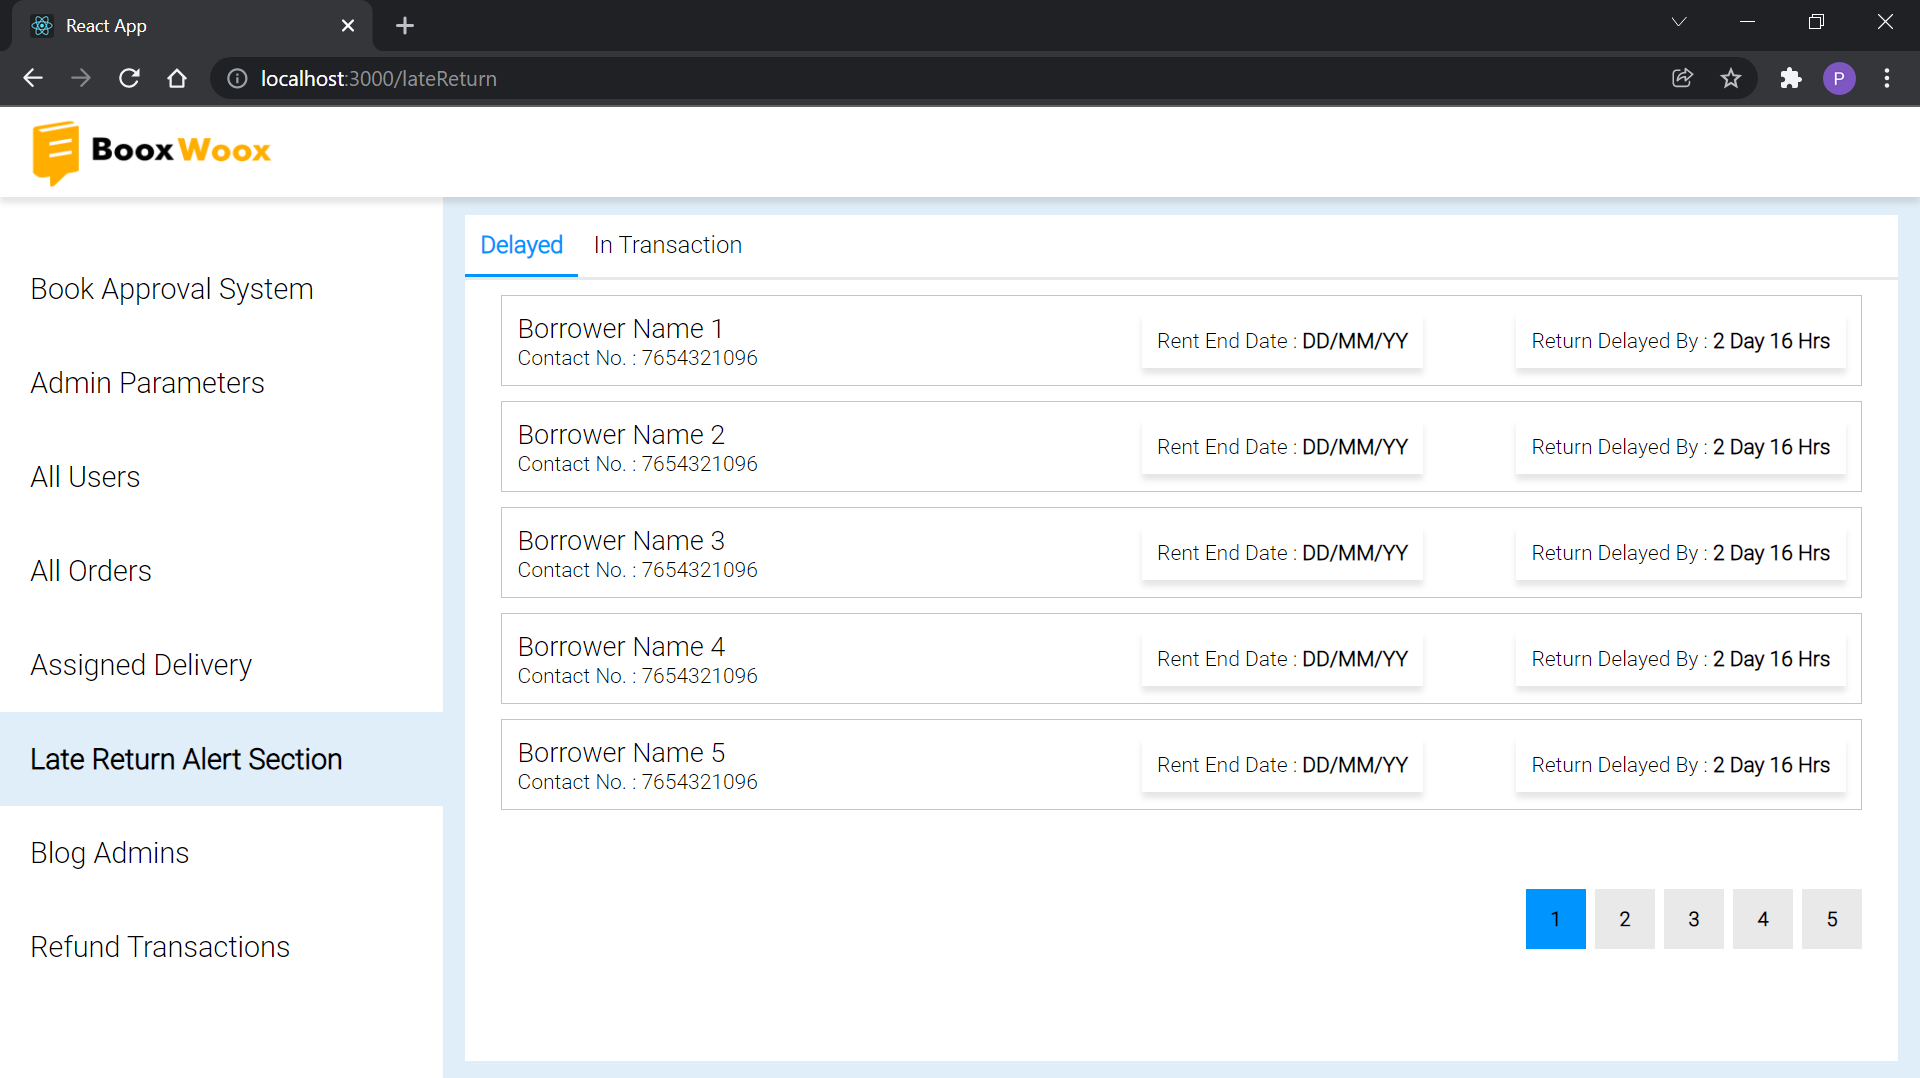 React App
localhost:3000/lateReturn
P
BooxWoox
Book Approval System
Admin Parameters
All Users
All Orders
Assigned Delivery
Late Return Alert Section
Blog Admins
Refund Transactions
Delayed In Transaction
Borrower Name 1
Contact No. : 7654321096
Rent End Date : DD/MM/YY
Return Delayed By : 2 Day 16 Hrs
Borrower Name 2
Contact No. : 7654321096
Rent End Date : DD/MM/YY
Return Delayed By : 2 Day 16 Hrs
Borrower Name 3
Contact No. : 7654321096
Rent End Date : DD/MM/YY
Return Delayed By : 2 Day 16 Hrs
Borrower Name 4
Contact No. : 7654321096
Rent End Date : DD/MM/YY
Return Delayed By : 2 Day 16 Hrs
Borrower Name 5
Contact No. : 7654321096
Rent End Date : DD/MM/YY
Return Delayed By : 2 Day 16 Hrs
1 2 3 4 5